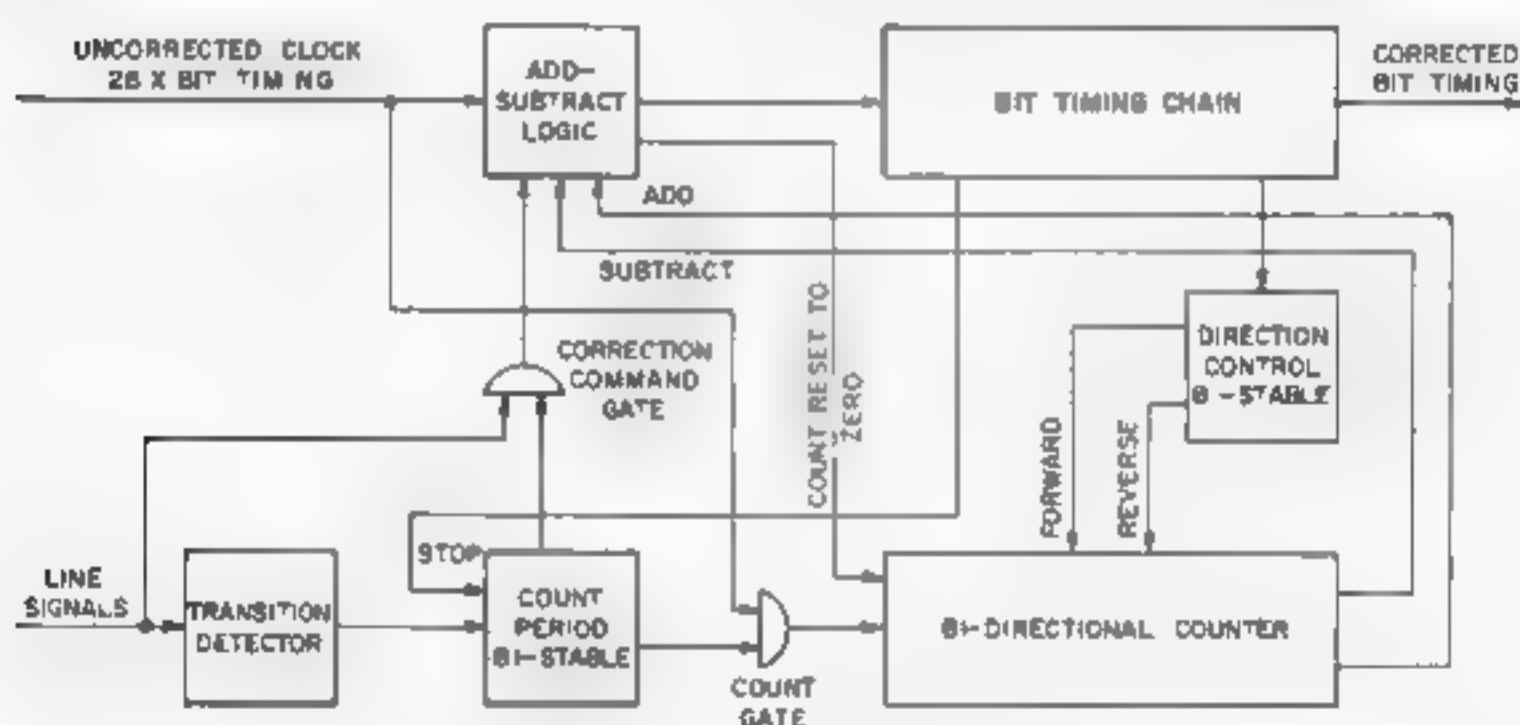 UNCORRECTED CLOCK
28 X BIT TIMING
ADD-
SUBTRACT
LOGIC
BIT TIMING CHAIN
CORRECTED
BIT TIMING
ADD
SUBTRACT
COUNT RESET TO
ZERO
DIRECTION
CONTROL
BI-STABLE
CORRECTION
COMMAND
GATE
FORWARD
REVERSE
STOP
LINE
SIGNALS
TRANSITION
DETECTOR
COUNT
PERIOD
BI-STABLE
BI-DIRECTIONAL COUNTER
COUNT
GATE